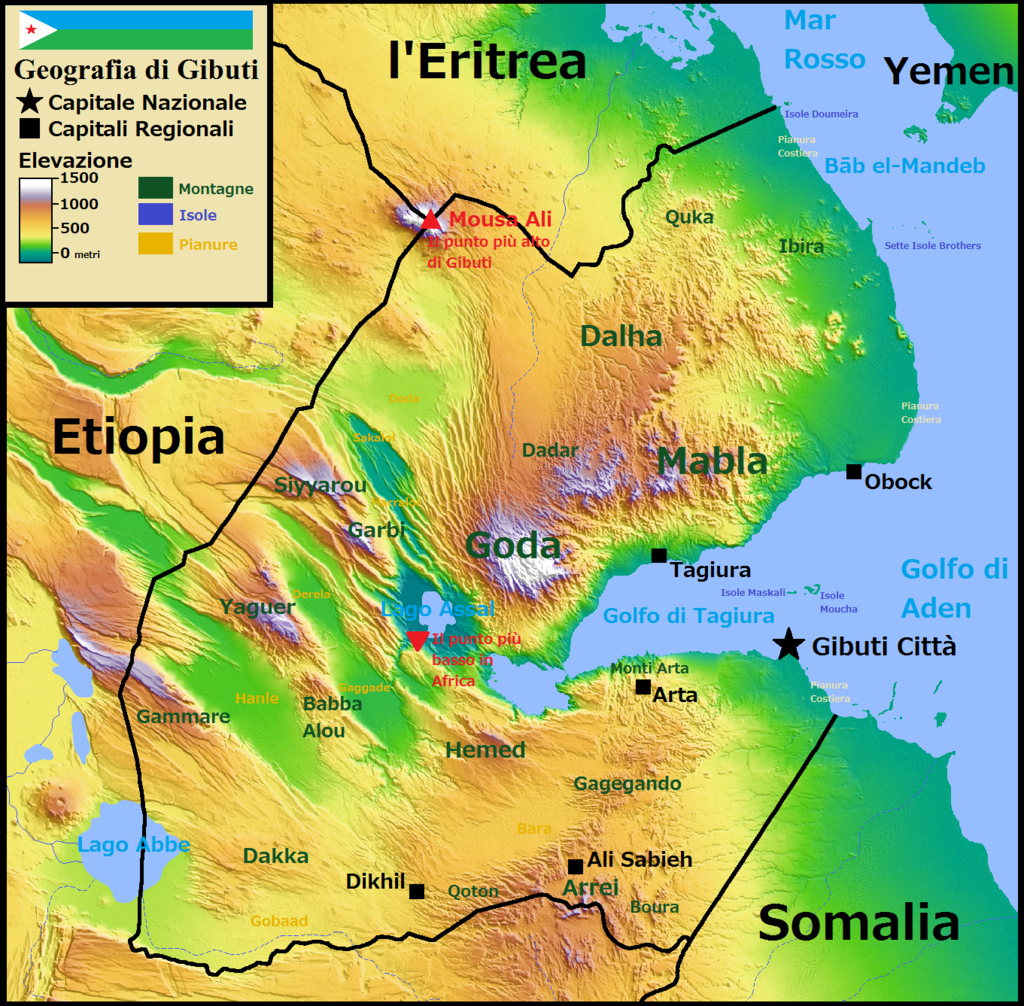 Geografia di Gibuti
Capitale Nazionale
Capitali Regionali
Elevazione
1500
1000
500
0 metri
Montagne
Isole
Pianure
l'Eritrea
Mar
Rosso
Yemen
Isole Doumeira
Pianura
Costiera
Bāb el-Mandeb
Mousa Ali
Il punto più alto
di Gibuti
Quka
Ibira
Sette Isole Brothers
Dalha
Etiopia
Doda
Pianura
Costiera
Sakalol
Dadar
Mabla
Siyyarou
Obock
Garbi
Goda
Tagiura
Golfo di
Aden
Isole Maskali
Isole
Moucha
Derela
Yaguer
Lago Assal
Golfo di Tagiura
Il punto più
basso in
Africa
Gibuti Città
Monti Arta
Arta
Pianura
Costiera
Hanle
Gaggade
Babba
Alou
Gammare
Hemed
Gagegando
Bara
Lago Abbe
Dakka
Ali Sabieh
Dikhil
Qoton
Arrei
Boura
Gobaad
Somalia